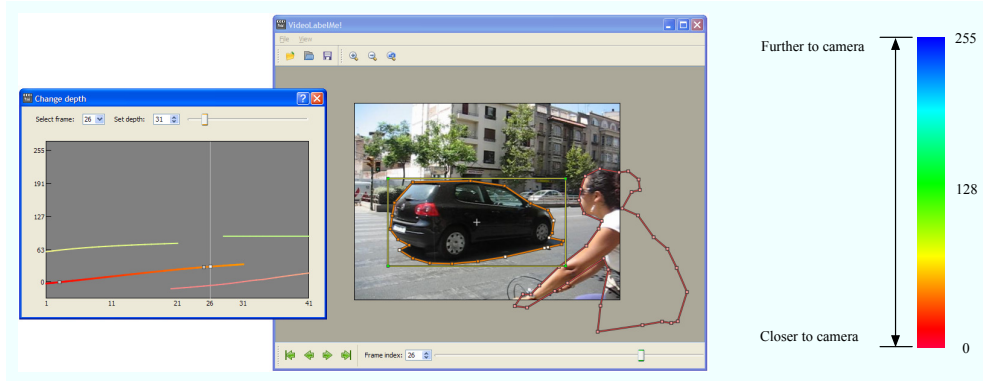 VideoLabelMe!
File View
Change depth
Select frame: 26 Set depth: 31
255
191
127
63
0
1 11 21 26 31 41
Frame index: 26
Further to camera
255
128
Closer to camera
0